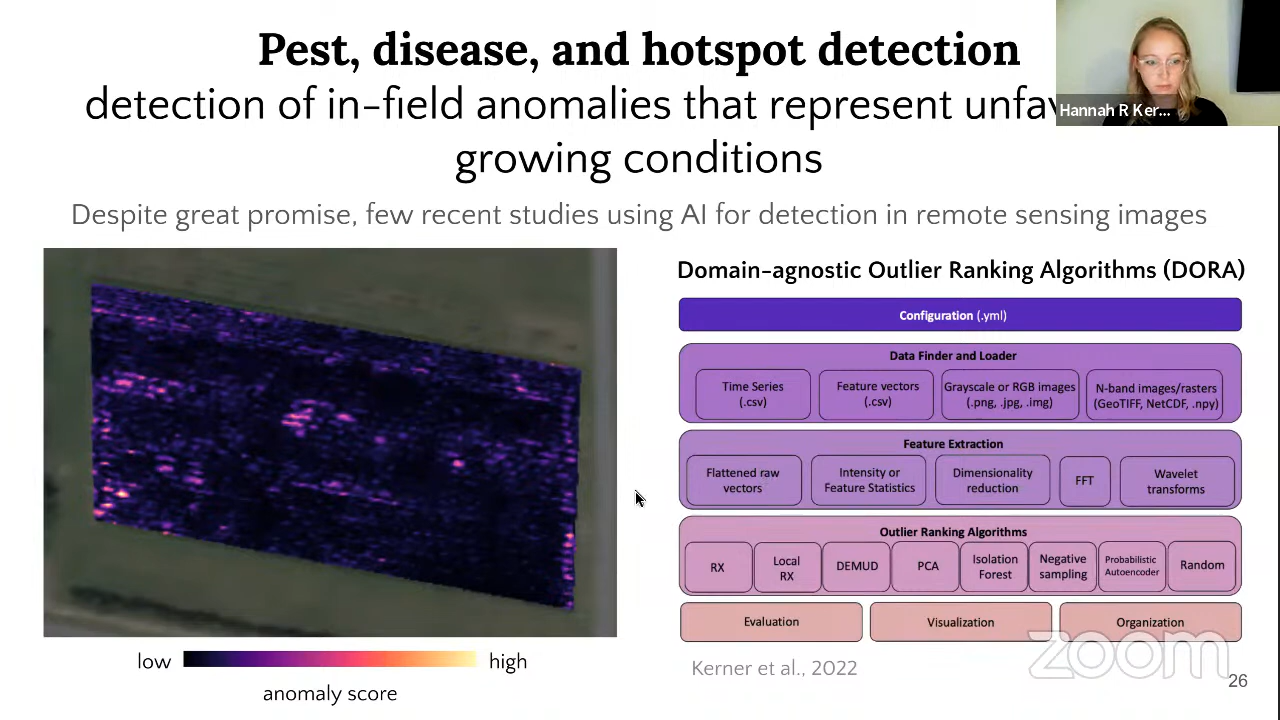 Pest, disease, and hotspot detection
detection of in-field anomalies that represent
growing conditions
Hannah R Ker...
Despite great promise, few recent studies using AI for detection in remote sensing images
low high
anomaly score
Domain-agnostic Outlier Ranking Algorithms (DORA)
Configuration (.yml)
Data Finder and Loader
Time Series
(.csv)
Feature vectors
(.csv)
Grayscale or RGB images
(.png, .jpg, .img)
N-band images/rasters
(GeoTIFF, NetCDF, .npy)
Feature Extraction
Flattened raw
vectors
Intensity or
Feature Statistics
Dimensionality
reduction
FFT
Wavelet
transforms
Outlier Ranking Algorithms
RX
Local
RX
DEMUD
PCA
Isolation
Forest
Negative
sampling
Probabilistic
Autoencoder
Random
Evaluation
Visualization
Organization
Kerner et al., 2022
zoom
26